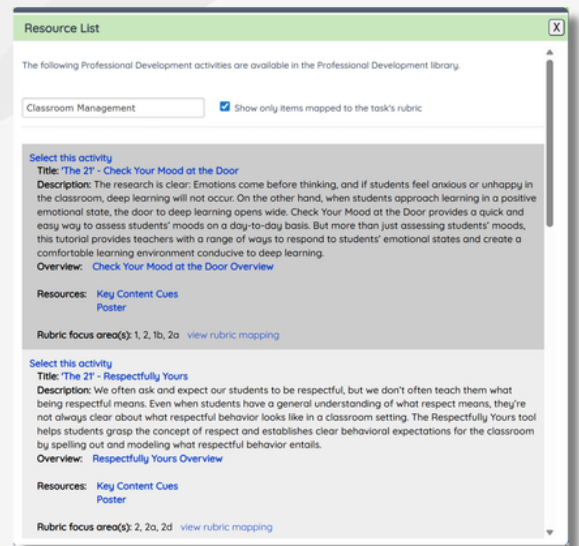 Resource List
X
The following Professional Development activities are available in the Professional Development library.
Classroom Management
Show only items mapped to the task's rubric
Select this activity
Title: 'The 21' - Check Your Mood at the Door
Description: The research is clear: Emotions come before thinking, and if students feel anxious or unhappy in
the classroom, deep learning will not occur. On the other hand, when students approach learning in a positive
emotional state, the door to deep learning opens wide. Check Your Mood at the Door provides a quick and
easy way to assess students' moods on a day-to-day basis. But more than just assessing students' moods,
this tutorial provides teachers with a range of ways to respond to students' emotional states and create a
comfortable learning environment conducive to deep learning.
Overview: Check Your Mood at the Door Overview
Resources: Key Content Cues
Poster
Rubric focus area(s): 1, 2, 1b, 2a view rubric mapping
Select this activity
Title: 'The 21' - Respectfully Yours
Description: We often ask and expect our students to be respectful, but we don't often teach them what
being respectful means. Even when students have a general understanding of what respect means, they're
not always clear about what respectful behavior looks like in a classroom setting. The Respectfully Yours tool
helps students grasp the concept of respect and establishes clear behavioral expectations for the classroom
by spelling out and modeling what respectful behavior entails.
Overview: Respectfully Yours Overview
Resources: Key Content Cues
Poster
Rubric focus area(s): 2, 2a, 2d view rubric mapping